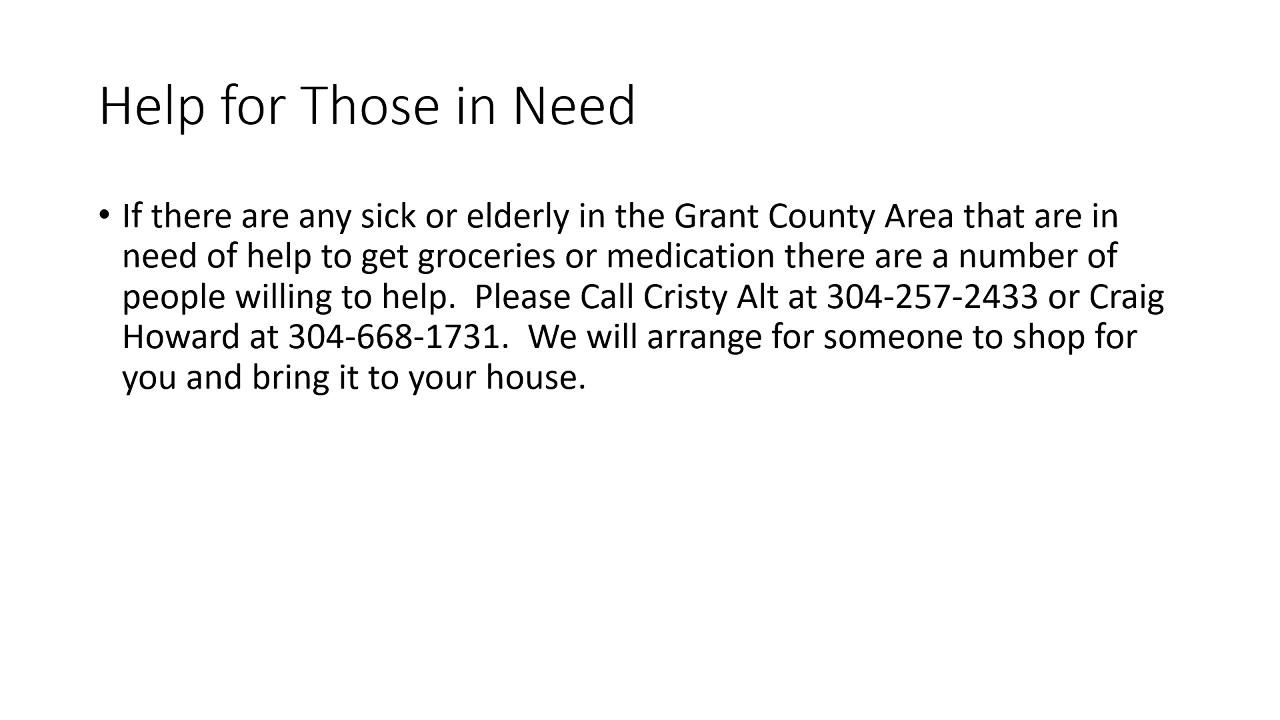 Help for Those in Need
• If there are any sick or elderly in the Grant County Area that are in
need of help to get groceries or medication there are a number of
people willing to help.  Please Call Cristy Alt at 304-257-2433 or Craig
Howard at 304-668-1731.  We will arrange for someone to shop for
you and bring it to your house.